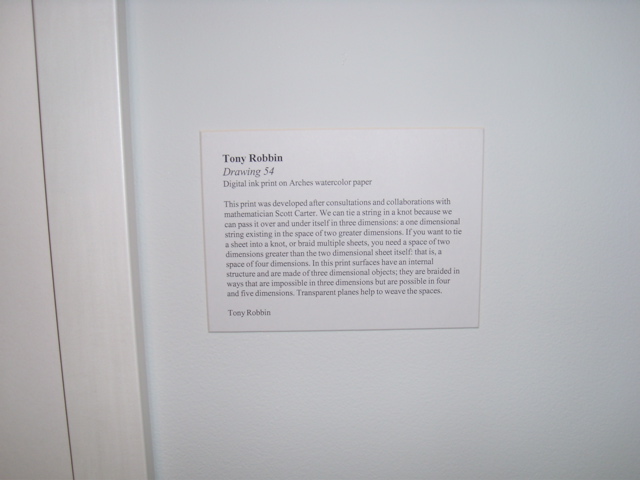 Tony Robbin
Drawing 54
Digital ink print on Arches watercolor paper
This print was developed after consultations and collaborations with
mathematician Scott Carter. We can tie a string in a knot because we
can pass it over and under itself in three dimensions: a one dimensional
string existing in the space of two greater dimensions. If you want to tie
a sheet into a knot, or braid multiple sheets, you need a space of two
dimensions greater than the two dimensional sheet itself: that is, a
space of four dimensions. In this print surfaces have an internal
structure and are made of three dimensional objects; they are braided in
ways that are impossible in three dimensions but are possible in four
and five dimensions. Transparent planes help to weave the spaces.
Tony Robbin